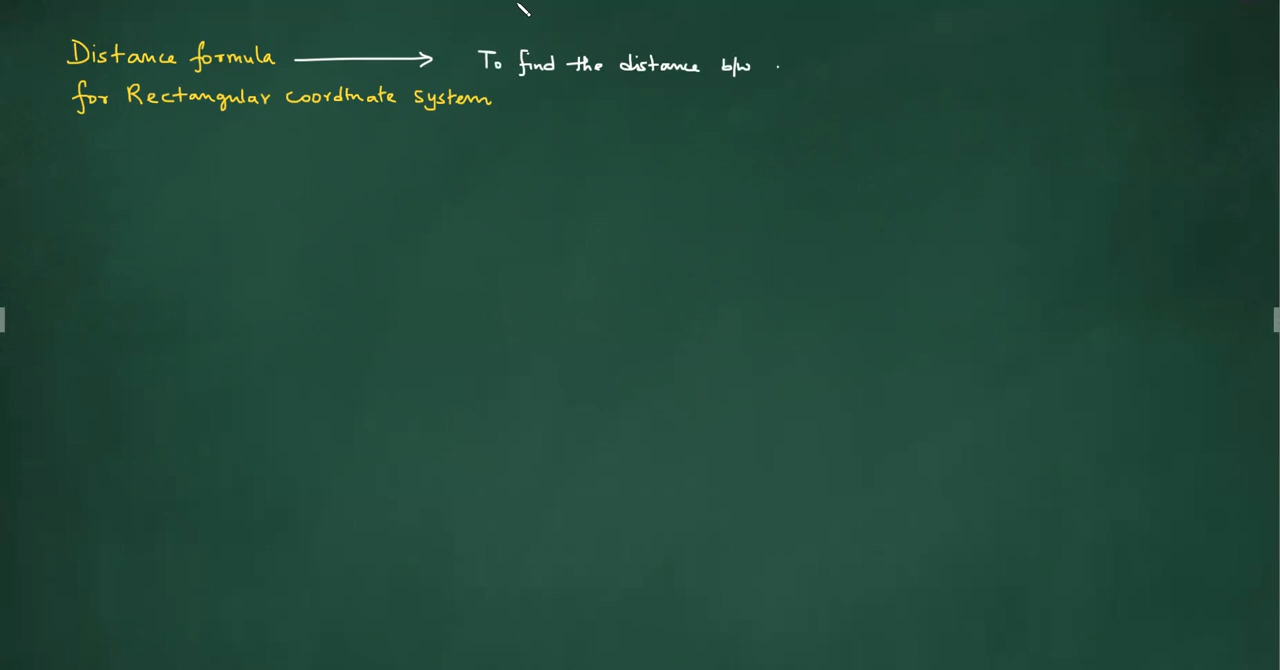 Distance formula → To find the distance b/w
for Rectangular coordinate system